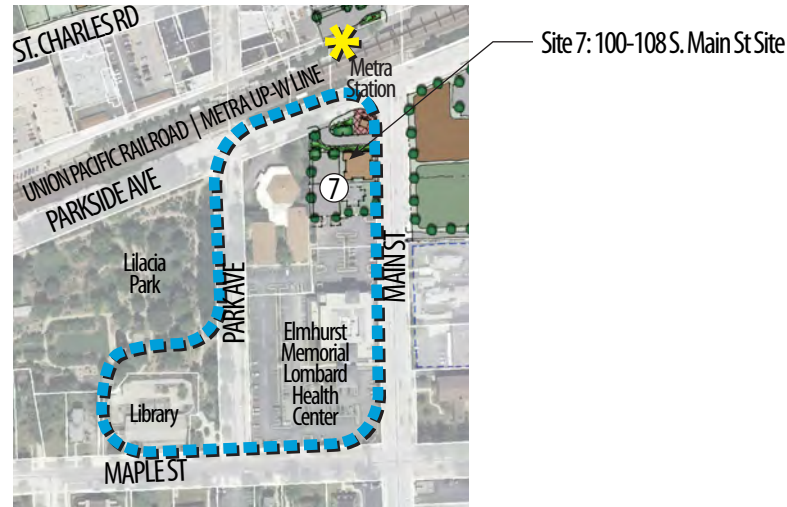 ST. CHARLES RD
Site 7: 100-108 S. Main St Site
Metra
Station
UNION PACIFIC RAILROAD | METRA UP-W LINE
PARKSIDE AVE
7
Lilacia
Park
PARK AVE
MAIN ST
Elmhurst
Memorial
Lombard
Health
Center
Library
MAPLE ST